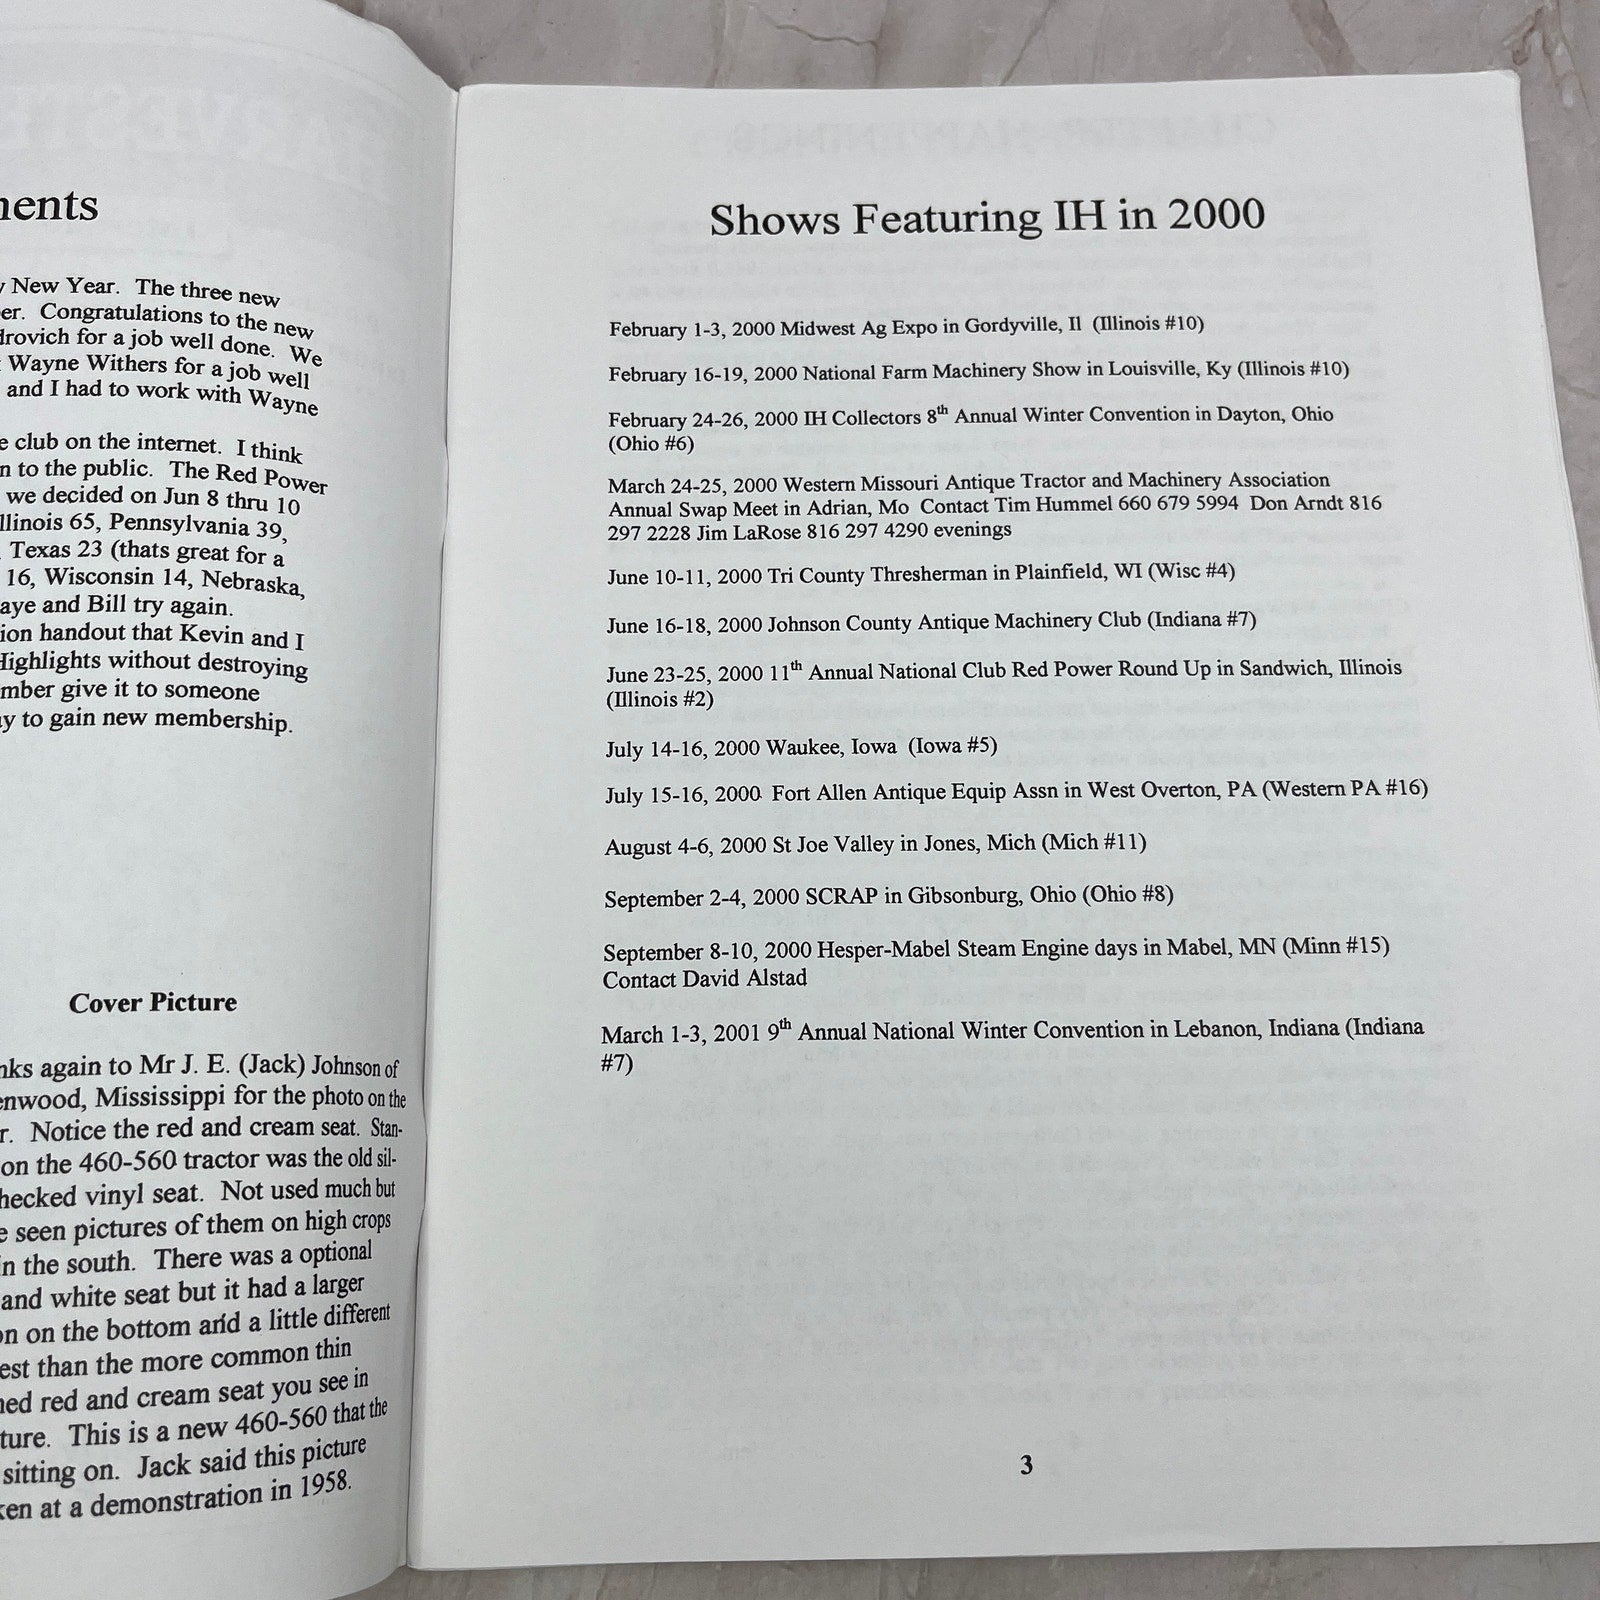 New Year. The three new
Congratulations to the new
for a job well done. We
Wayne Withers for a job well
and I had to work with Wayne
club on the internet. I think
to the public. The Red Power
we decided on Jun 8 thru 10
65, Pennsylvania 39,
Texas 23 (thats great for a
16, Wisconsin 14, Nebraska,
and Bill try again.
handout that Kevin and I
without destroying
give it to someone
to gain new membership.
Cover Picture
again to Mr J. E. (Jack) Johnson of
Mississippi for the photo on the
Notice the red and cream seat. Stan-
on the 460-560 tractor was the old sil-
vinyl seat. Not used much but
seen pictures of them on high crops
in the south. There was a optional
and white seat but it had a larger
on the bottom and a little different
than the more common thin
red and cream seat you see in
This is a new 460-560 that the
sitting on. Jack said this picture
at a demonstration in 1958.
Shows Featuring IH in 2000
February 1-3, 2000 Midwest Ag Expo in Gordyville, Il (Illinois #10)
February 16-19, 2000 National Farm Machinery Show in Louisville, Ky (Illinois #10)
February 24-26, 2000 IH Collectors 8th Annual Winter Convention in Dayton, Ohio
(Ohio #6)
March 24-25, 2000 Western Missouri Antique Tractor and Machinery Association
Annual Swap Meet in Adrian, Mo Contact Tim Hummel 660 679 5994 Don Arndt 816
297 2228 Jim LaRose 816 297 4290 evenings
June 10-11, 2000 Tri County Thresherman in Plainfield, WI (Wisc #4)
June 16-18, 2000 Johnson County Antique Machinery Club (Indiana #7)
June 23-25, 2000 11th Annual National Club Red Power Round Up in Sandwich, Illinois
(Illinois #2)
July 14-16, 2000 Waukee, Iowa (Iowa #5)
July 15-16, 2000 Fort Allen Antique Equip Assn in West Overton, PA (Western PA #16)
August 4-6, 2000 St Joe Valley in Jones, Mich (Mich #11)
September 2-4, 2000 SCRAP in Gibsonburg, Ohio (Ohio #8)
September 8-10, 2000 Hesper-Mabel Steam Engine days in Mabel, MN (Minn #15)
Contact David Alstad
March 1-3, 2001 9th Annual National Winter Convention in Lebanon, Indiana (Indiana
#7)
3